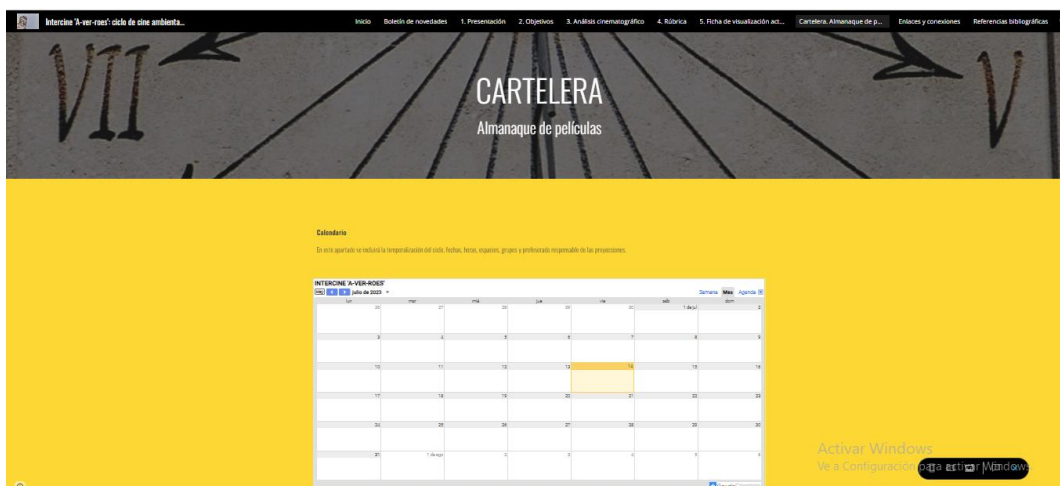 Intercine 'A-ver-roes': ciclo de cine ambienta...
Inicio Boletín de novedades 1. Presentación 2. Objetivos 3. Análisis cinematográfico 4. Rúbrica 5. Ficha de visualización act... Cartelera. Almanaque de p... Enlaces y conexiones Referencias bibliográficas
VII
V
CARTELERA
Almanaque de películas
Calendario
En este apartado se incluirá la temporalización del ciclo, fechas, horas, espacios, grupos y profesorado responsable de las proyecciones.
INTERCINE 'A-VER-ROES'
julio de 2023 Semana Mes Agenda
lun mar mié jue vie sáb dom
26 27 28 29 30 1 de jul 2
3 4 5 6 7 8 9
10 11 12 13 14 15 16
17 18 19 20 21 22 23
24 25 26 27 28 29 30
31 1 de ago 2 3 4 5 6
Activar Windows
Ve a Configuración para activar Windows.